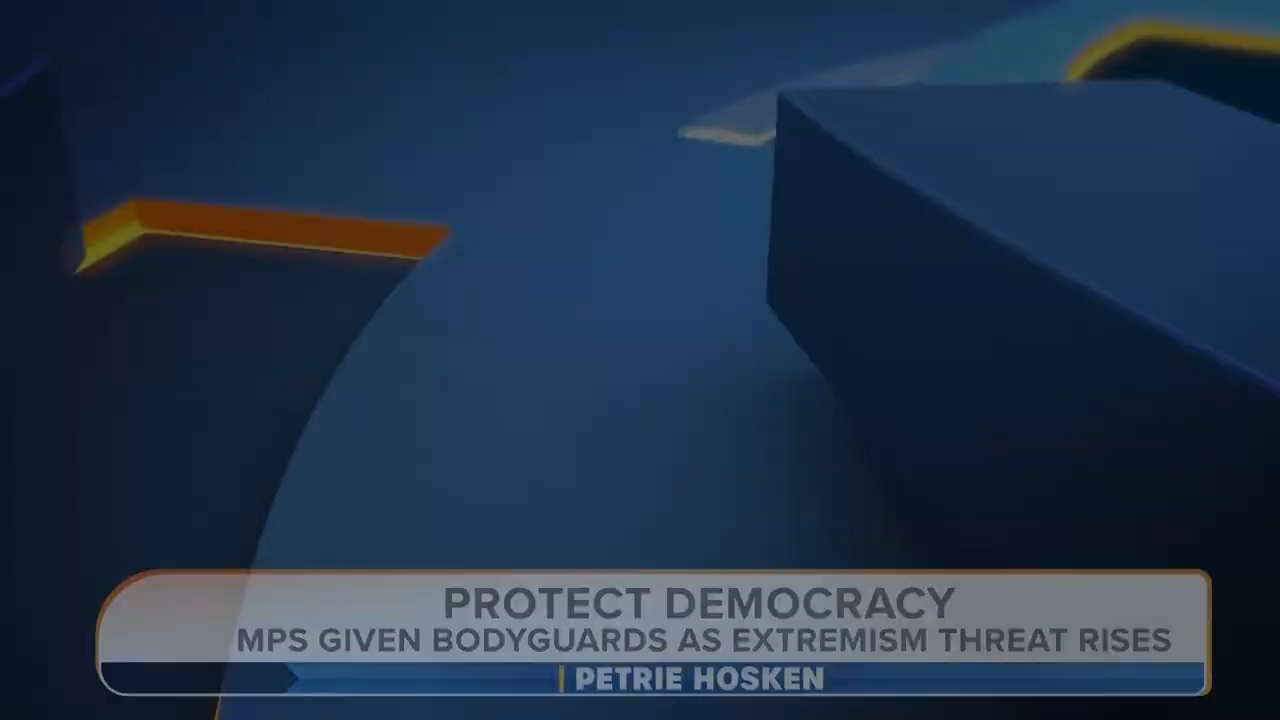 PROTECT DEMOCRACY
MPS GIVEN BODYGUARDS AS EXTREMISM THREAT RISES
PETRIE HOSKEN